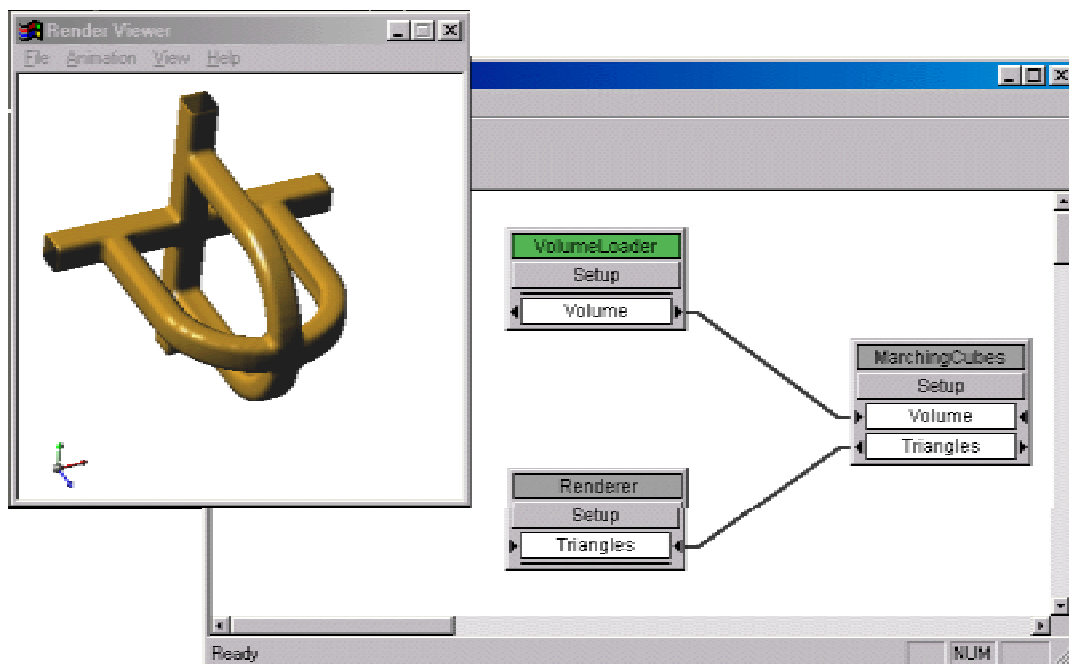 Render Viewer
File Animation View Help
VolumeLoader
Setup
Volume
MarchingCubes
Setup
Volume
Triangles
Renderer
Setup
Triangles
Ready
NUM